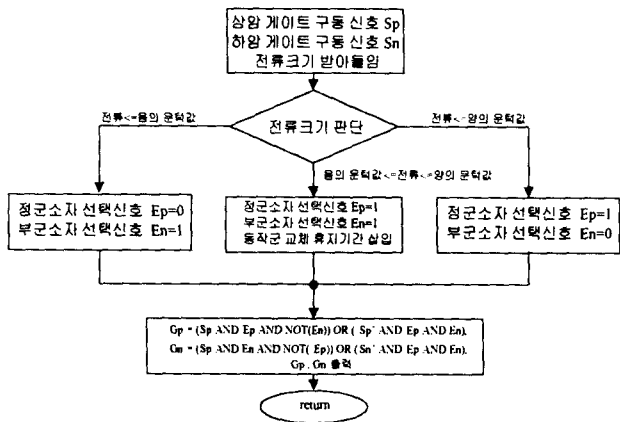 상암 게이트 구동 신호 Sp
하암 게이트 구동 신호 Sn
전류크기 받아들임
전류<=음의 문턱값
전류크기 판단
전류<=양의 문턱값
음의 문턱값<=전류<=양의 문턱값
정군소자 선택신호 Ep=0
부군소자 선택신호 En=1
정군소자 선택신호 Ep=1
부군소자 선택신호 En=1
동작군 교체 휴지기간 삽입
정군소자 선택신호 Ep=1
부군소자 선택신호 En=0
Gp = (Sp AND Ep AND NOT(En)) OR ( Sp` AND Ep AND En).
Gn = (Sp AND En AND NOT( Ep)) OR ( Sn` AND Ep AND En).
Gp , Gn 출력
return